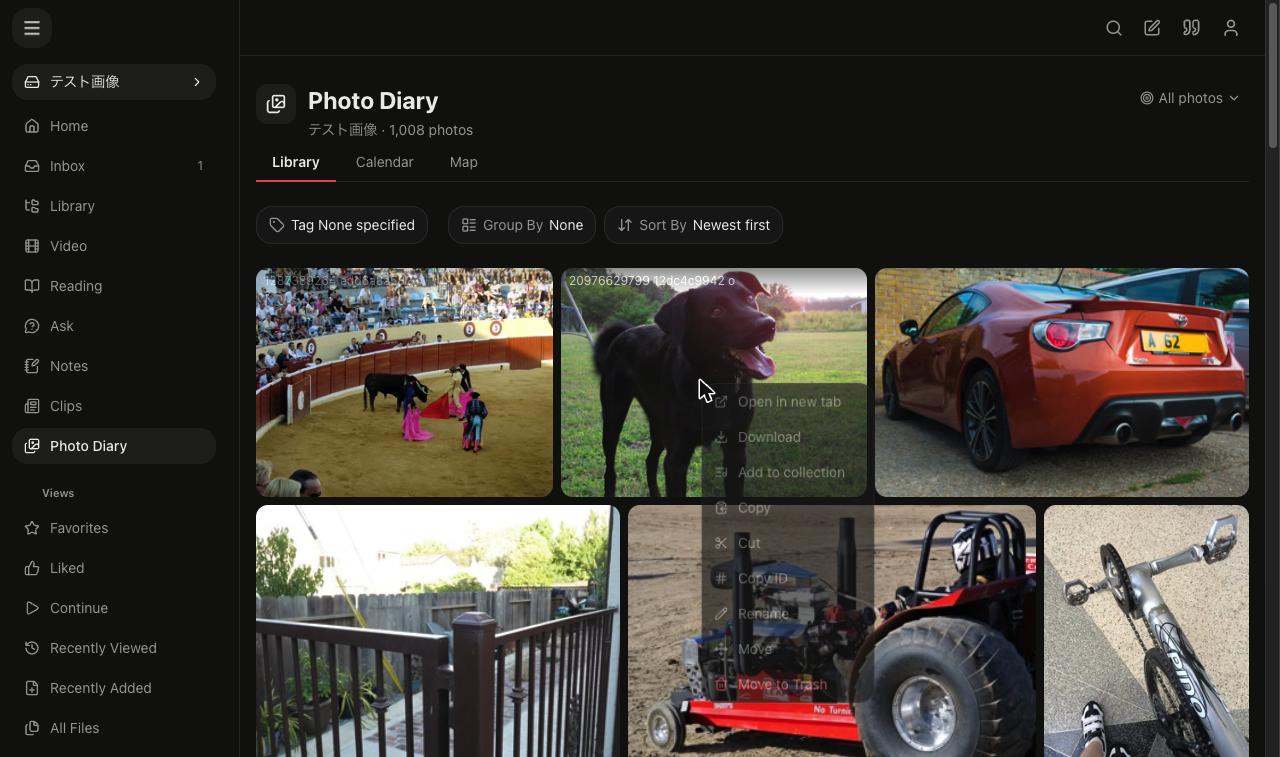 テスト画像
Home
Inbox 1
Library
Video
Reading
Ask
Notes
Clips
Photo Diary
Views
Favorites
Liked
Continue
Recently Viewed
Recently Added
All Files
Photo Diary
テスト画像 · 1,008 photos
All photos
Library Calendar Map
Tag None specified
Group By None
Sort By Newest first
20976629799 12dc4c9942 o
A 62
Open in new tab
Download
Add to collection
Copy
Cut
Copy ID
Rename
Move
Move to Trash